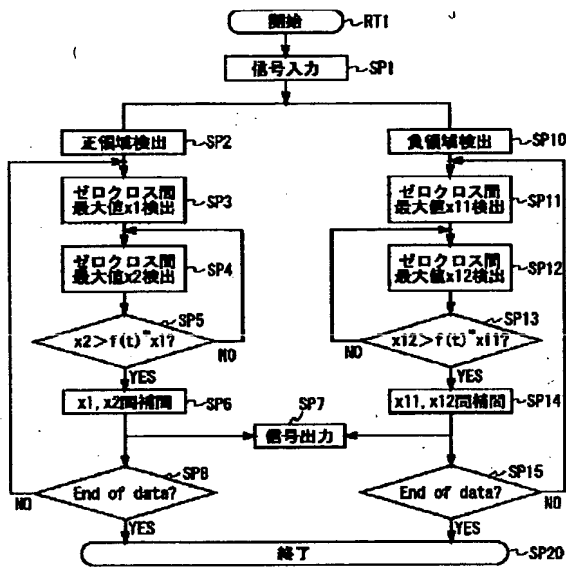 開始 RT1
信号入力 SP1
正領域検出 SP2
負領域検出 SP10
ゼロクロス間
最大値x1検出 SP3
ゼロクロス間
最大値x11検出 SP11
ゼロクロス間
最大値x2検出 SP4
ゼロクロス間
最大値x12検出 SP12
SP5
x2>f(t)*x1?
NO
YES
SP13
x12>f(t)*x11?
NO
YES
x1,x2間補間 SP6
SP7
信号出力
x11,x12間補間 SP14
SP8
End of data?
NO
YES
SP15
End of data?
NO
YES
終了 SP20